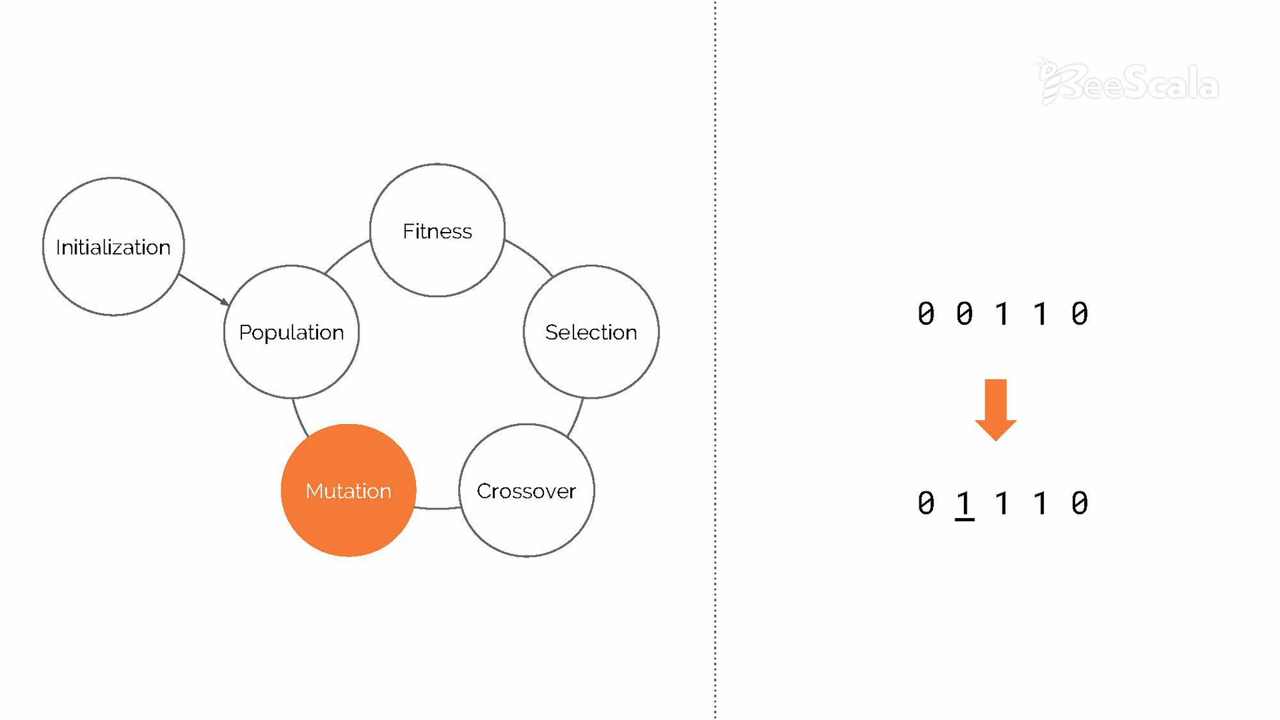 BeeScala
Fitness
Initialization
Population
Selection
Mutation
Crossover
0 0 1 1 0
0 1 1 1 0